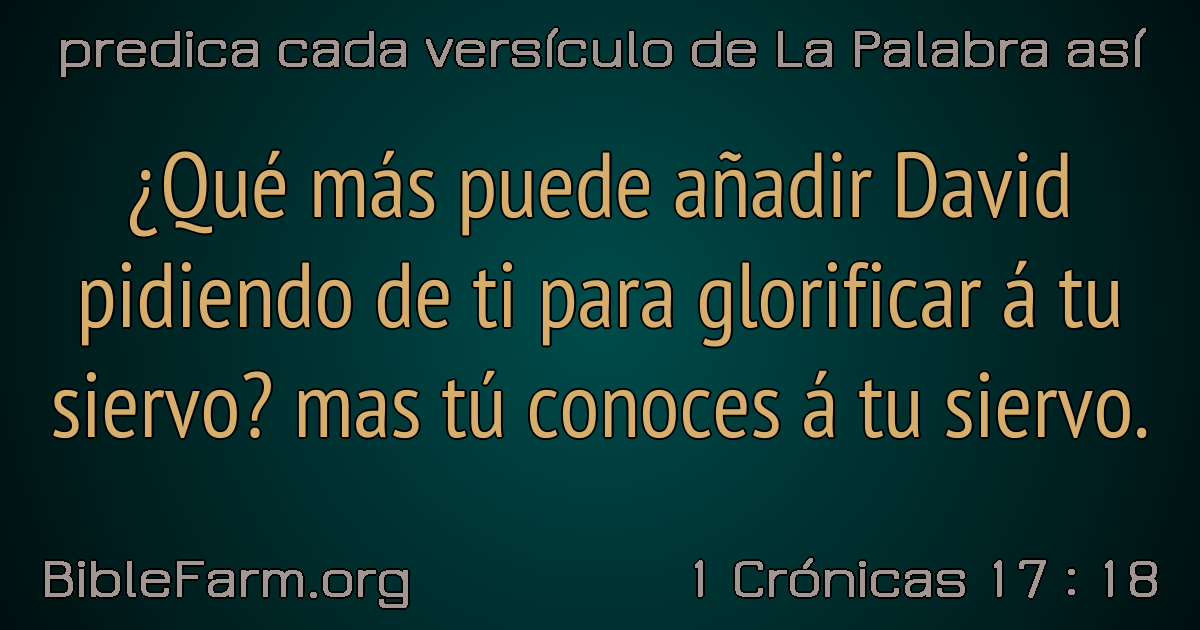 predica cada versículo de La Palabra así
¿Qué más puede añadir David
pidiendo de ti para glorificar á tu
siervo? mas tú conoces á tu siervo.
BibleFarm.org
1 Crónicas 17 : 18